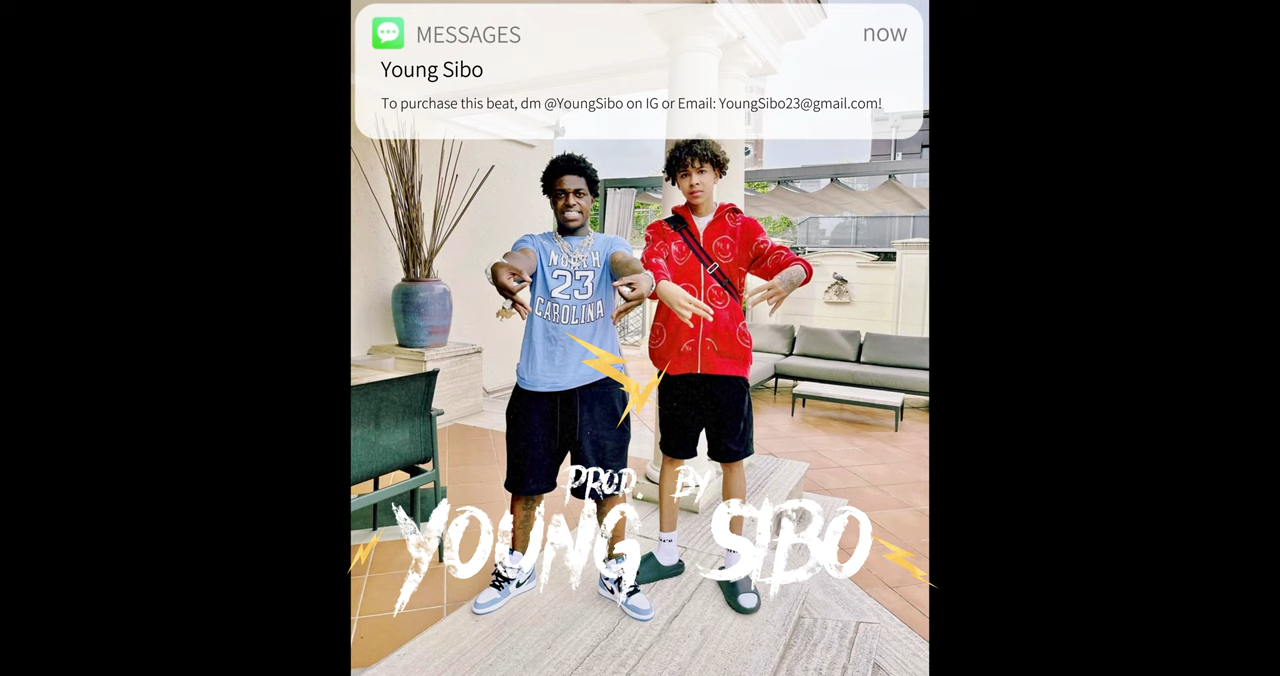 MESSAGES
now
Young Sibo
To purchase this beat, dm @YoungSibo on IG or Email: YoungSibo23@gmail.com!
NORTH
23
CAROLINA
PROD. BY
YOUNG SIBO